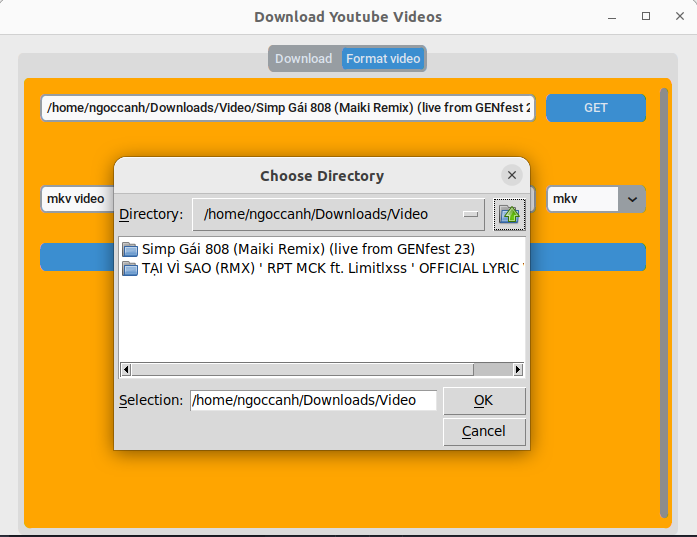 Download Youtube Videos
Download Format video
/home/ngoccanh/Downloads/Video/Simp Gái 808 (Maiki Remix) (live from GENfest 2 GET
mkv video mkv
Choose Directory
Directory: /home/ngoccanh/Downloads/Video
Simp Gái 808 (Maiki Remix) (live from GENfest 23)
TẠI VÌ SAO (RMX) ' RPT MCK ft. Limitlxss ' OFFICIAL LYRIC
Selection: /home/ngoccanh/Downloads/Video OK
Cancel